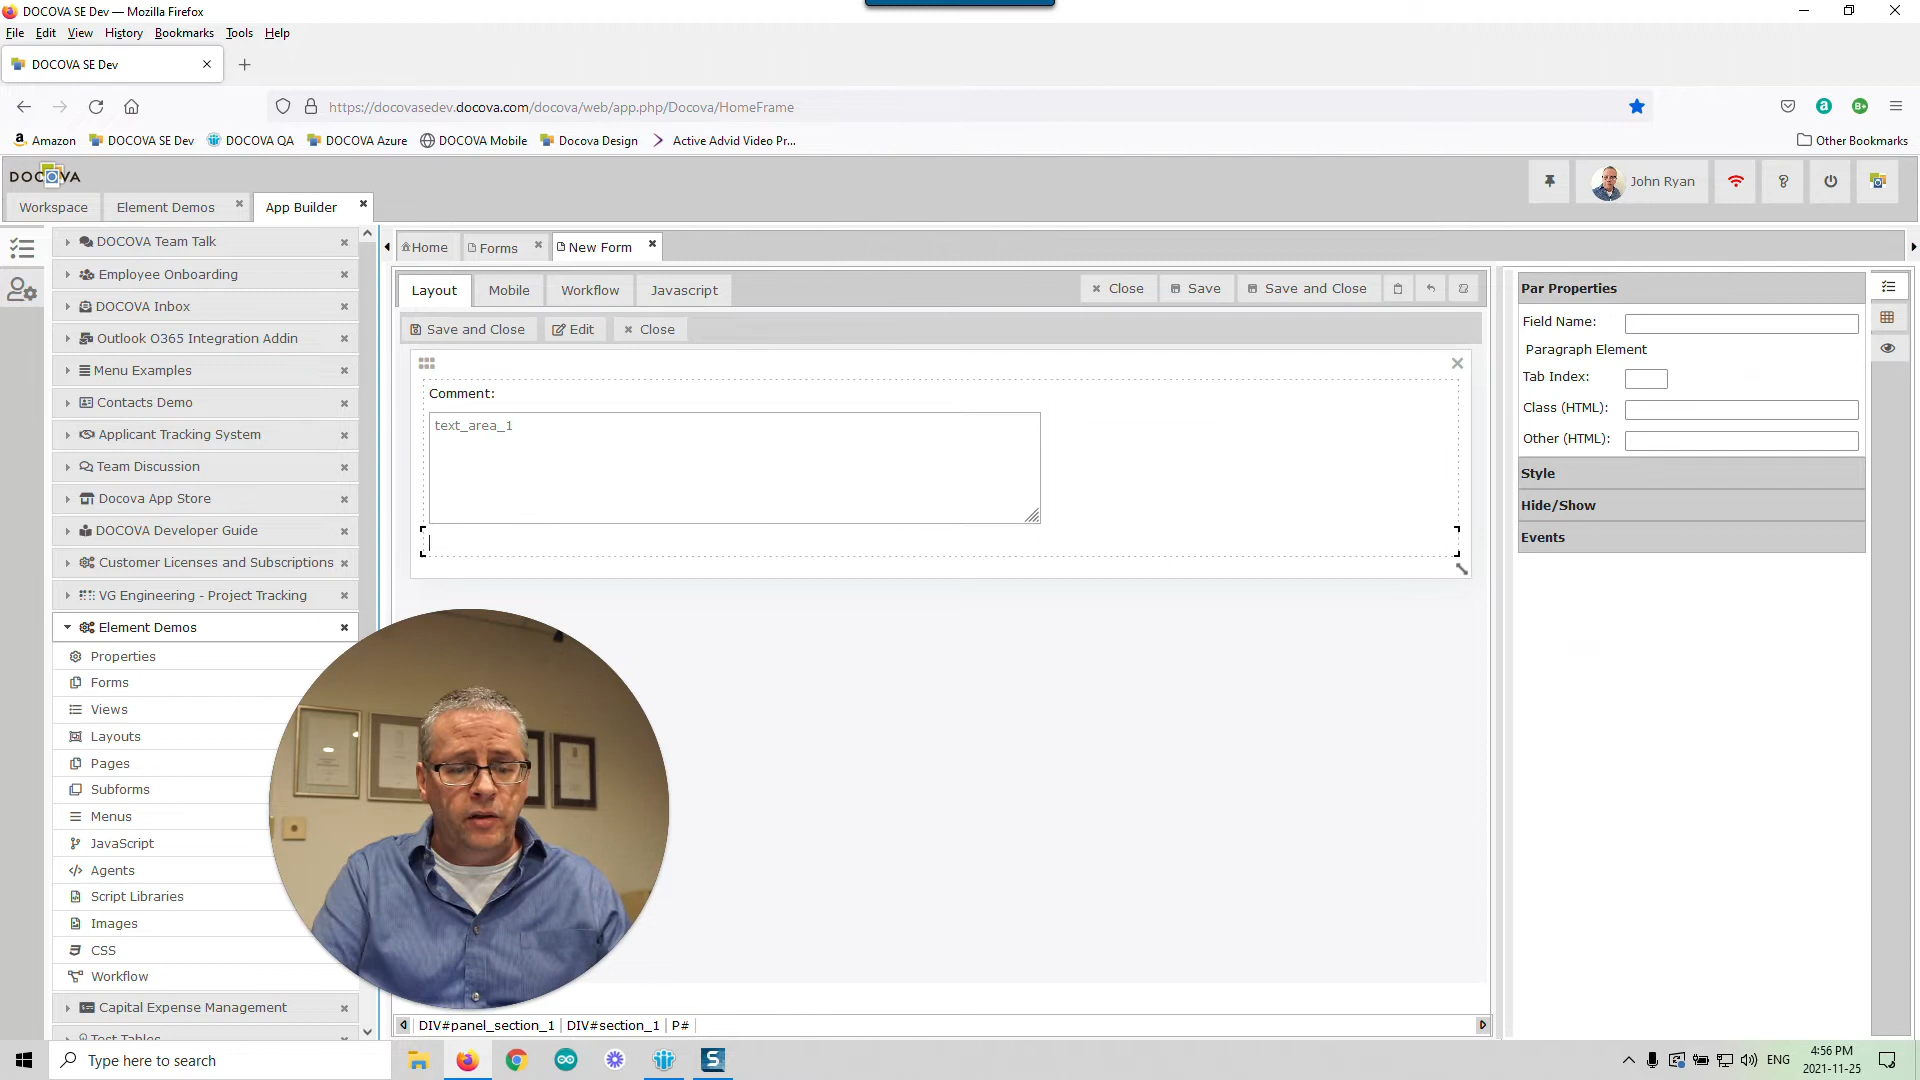 DOCOVA SE Dev — Mozilla Firefox
File Edit View History Bookmarks Tools Help
DOCOVA SE Dev
https://docovasedev.docova.com/docova/web/app.php/Docova/HomeFrame
Amazon DOCOVA SE Dev DOCOVA QA DOCOVA Azure DOCOVA Mobile Docova Design Active Advid Video Pr... Other Bookmarks
DOCOVA
John Ryan
Workspace Element Demos App Builder
DOCOVA Team Talk
Employee Onboarding
DOCOVA Inbox
Outlook O365 Integration Addin
Menu Examples
Contacts Demo
Applicant Tracking System
Team Discussion
Docova App Store
DOCOVA Developer Guide
Customer Licenses and Subscriptions
VG Engineering - Project Tracking
Element Demos
Properties
Forms
Views
Layouts
Pages
Subforms
Menus
JavaScript
Agents
Script Libraries
Images
CSS
Workflow
Capital Expense Management
Test Tables
Home Forms New Form
Layout Mobile Workflow Javascript Close Save Save and Close
Save and Close Edit Close
Comment:
text_area_1
DIV#panel_section_1 DIV#section_1 P#
Par Properties
Field Name:
Paragraph Element
Tab Index:
Class (HTML):
Other (HTML):
Style
Hide/Show
Events
Type here to search
ENG
4:56 PM
2021-11-25